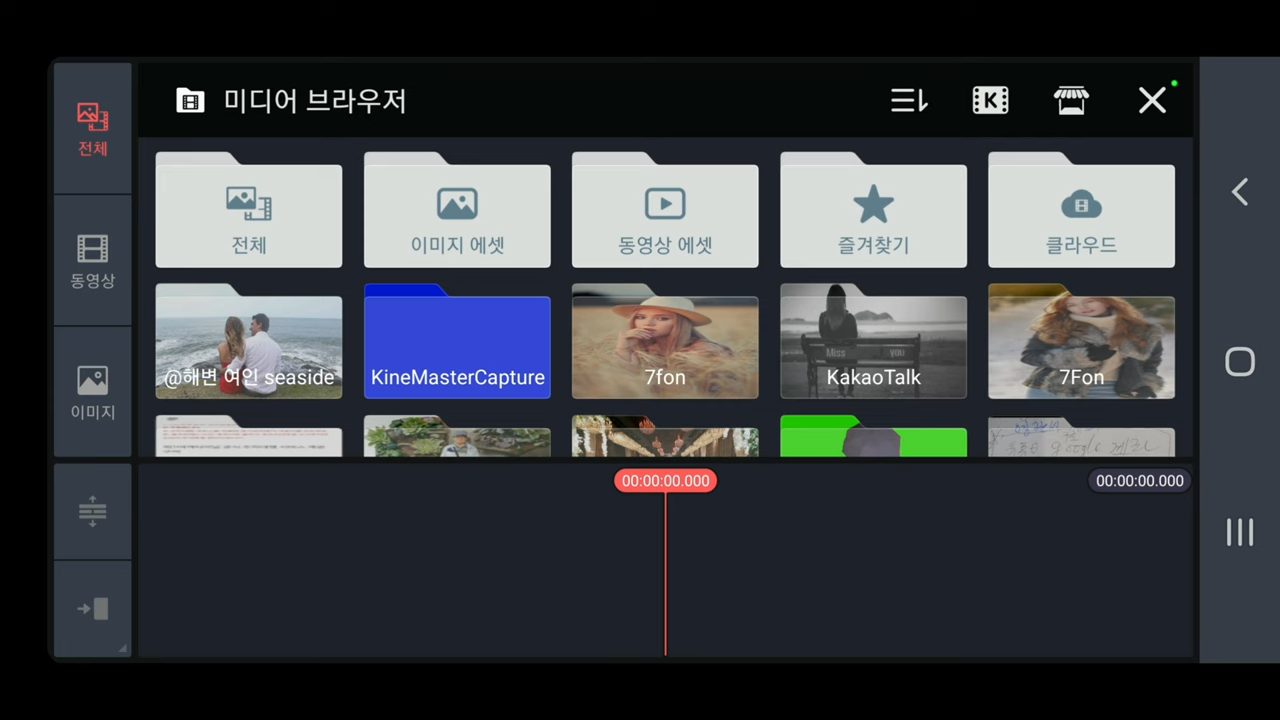 미디어 브라우저
K
전체
동영상
이미지
전체
이미지 에셋
동영상 에셋
즐겨찾기
클라우드
@해변 여인 seaside
KineMasterCapture
7fon
Miss you
KakaoTalk
7Fon
00:00:00.000
00:00:00.000